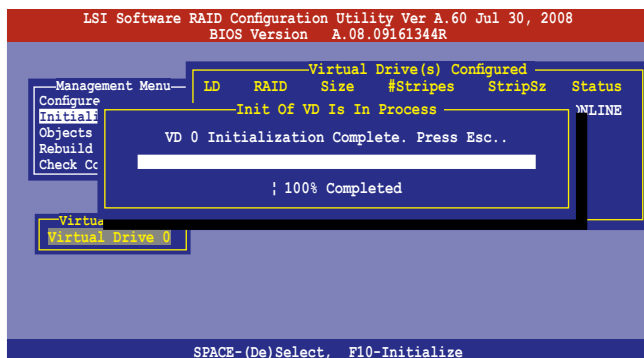 LSI Software RAID Configuration Utility Ver A.60 Jul 30, 2008
BIOS Version A.08.09161344R
Virtual Drive(s) Configured
Management Menu
LD RAID Size #Stripes StripSz Status
Configure
Initiali
ONLINE
Objects
Rebuild
Check Co
Init Of VD Is In Process
VD 0 Initialization Complete. Press Esc..
¦ 100% Completed
Virtua
Virtual Drive 0
SPACE-(De)Select, F10-Initialize